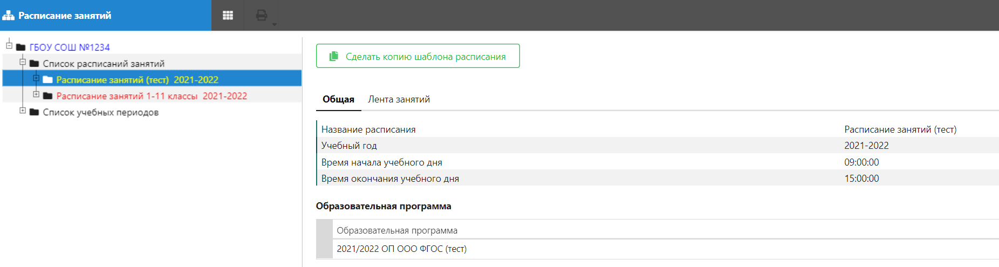 Расписание занятий
ГБОУ СОШ №1234
Список расписаний занятий
Расписание занятий (тест) 2021-2022
Расписание занятий 1-11 классы 2021-2022
Список учебных периодов
Сделать копию шаблона расписания
Общая Лента занятий
Название расписания Расписание занятий (тест)
Учебный год 2021-2022
Время начала учебного дня 09:00:00
Время окончания учебного дня 15:00:00
Образовательная программа
Образовательная программа
2021/2022 ОП ООО ФГОС (тест)